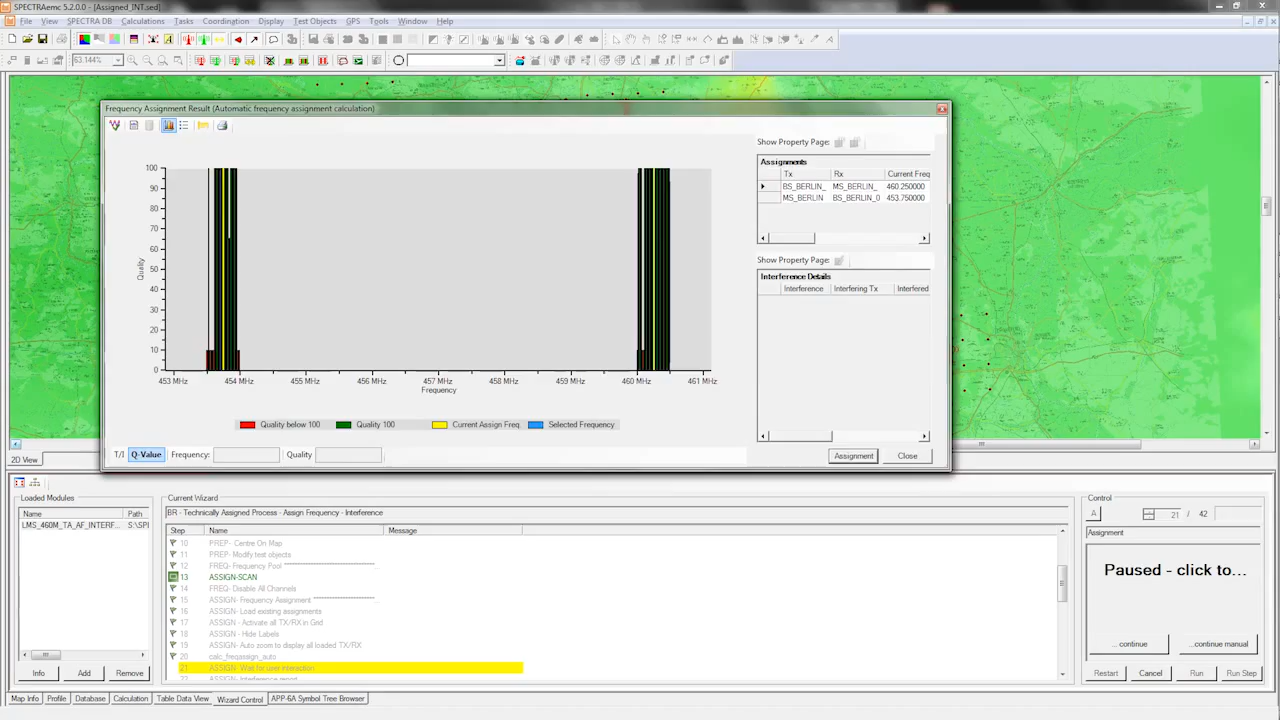 SPECTRAemc 5.2.0.0 - [Assigned_INT.sed]
File View SPECTRA DB Calculations Tasks Coordination Display Test Objects GPS Tools Window Help
63.144%
Frequency Assignment Result (Automatic frequency assignment calculation)
Show Property Page:
Assignments
Tx Rx Current Freq
BS_BERLIN_ MS_BERLIN_ 460.250000
MS_BERLIN BS_BERLIN_0 453.750000
Show Property Page:
Interference Details
Interference Interfering Tx Interfered
100
90
80
70
60
50
40
30
20
10
0
Quality
453 MHz 454 MHz 455 MHz 456 MHz 457 MHz 458 MHz 459 MHz 460 MHz 461 MHz
Frequency
Quality below 100 Quality 100 Current Assign Freq. Selected Frequency
T/I Q-Value Frequency: Quality
Assignment Close
2D View
Loaded Modules
Name Path
LMS_460M_TA_AF_INTERF... S:\SPE
Info Add Remove
Current Wizard
BR - Technically Assigned Process - Assign Frequency - Interference
Step Name Message
10 PREP- Centre On Map
11 PREP- Modify test objects
12 FREQ- Frequency Pool ************************...
13 ASSIGN-SCAN
14 FREQ- Disable All Channels
15 ASSIGN- Frequency Assignment *****************...
16 ASSIGN- Load existing assignments
17 ASSIGN - Activate all TX/RX in Grid
18 ASSIGN - Hide Labels
19 ASSIGN- Auto zoom to display all loaded TX/RX
20 calc_freqassign_auto
21 ASSIGN- Wait for user interaction
22 ASSIGN- Interference report
Control
A 21 / 42
Assignment
Paused - click to...
... continue ...continue manual
Restart Cancel Run Run Step
Map Info Profile Database Calculation Table Data View Wizard Control APP-6A Symbol Tree Browser